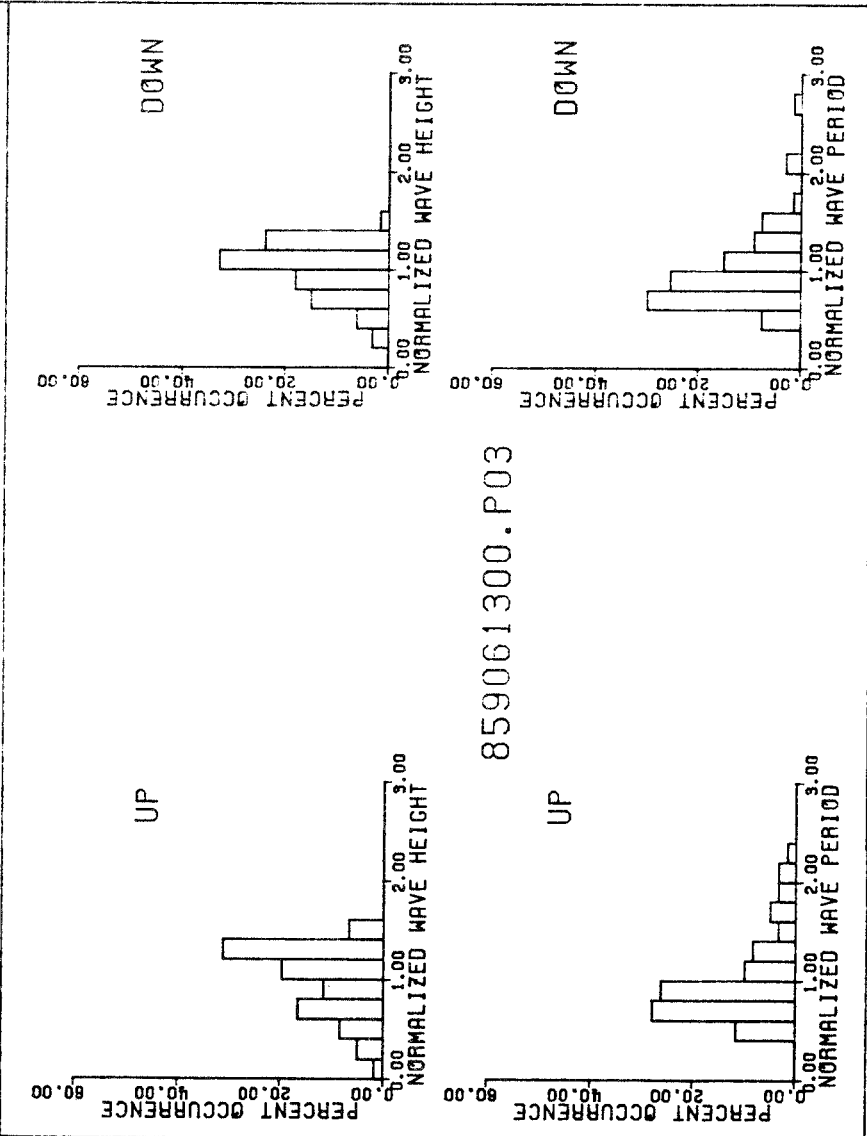 UP
60.00
40.00
20.00
0.00
PERCENT OCCURRENCE
0.00 1.00 2.00 3.00
NORMALIZED WAVE HEIGHT
DOWN
60.00
40.00
20.00
0.00
PERCENT OCCURRENCE
0.00 1.00 2.00 3.00
NORMALIZED WAVE HEIGHT
859061300.P03
UP
60.00
40.00
20.00
0.00
PERCENT OCCURRENCE
0.00 1.00 2.00 3.00
NORMALIZED WAVE PERIOD
DOWN
60.00
40.00
20.00
0.00
PERCENT OCCURRENCE
0.00 1.00 2.00 3.00
NORMALIZED WAVE PERIOD